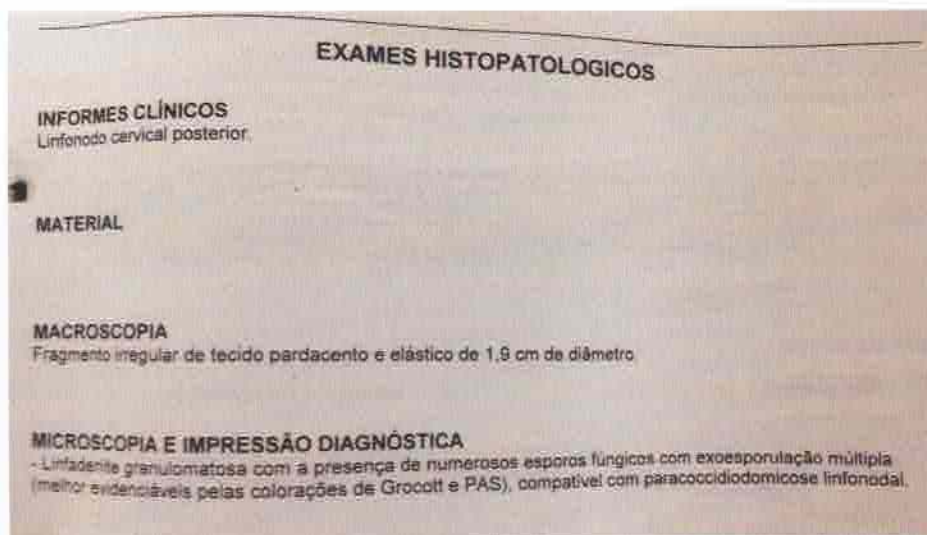 EXAMES HISTOPATOLOGICOS
INFORMES CLÍNICOS
Linfonodo cervical posterior.
MATERIAL
MACROSCOPIA
Fragmento irregular de tecido pardacento e elástico de 1,9 cm de diâmetro
MICROSCOPIA E IMPRESSÃO DIAGNÓSTICA
- Linfadenite granulomatosa com a presença de numerosos esporos fúngicos com exoesporulação múltipla
(melhor evidenciáveis pelas colorações de Grocott e PAS), compatível com paracoccidiodomicose linfonodal.